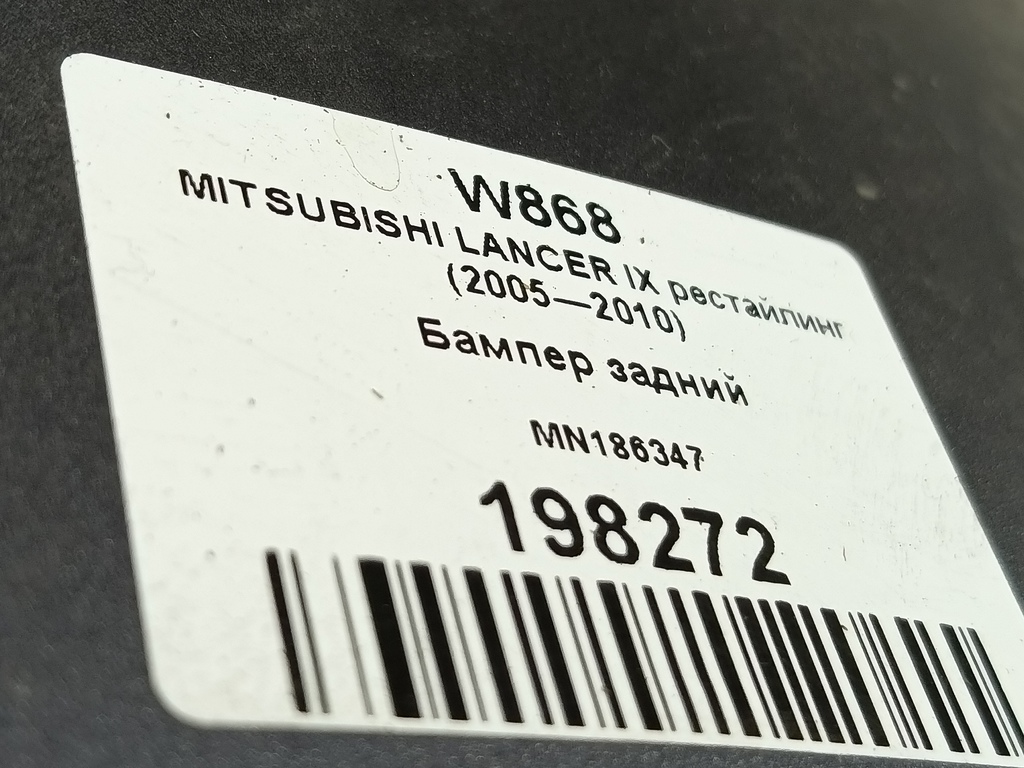 W868
MITSUBISHI LANCER IX рестайлинг
(2005—2010)
Бампер задний
MN186347
198272